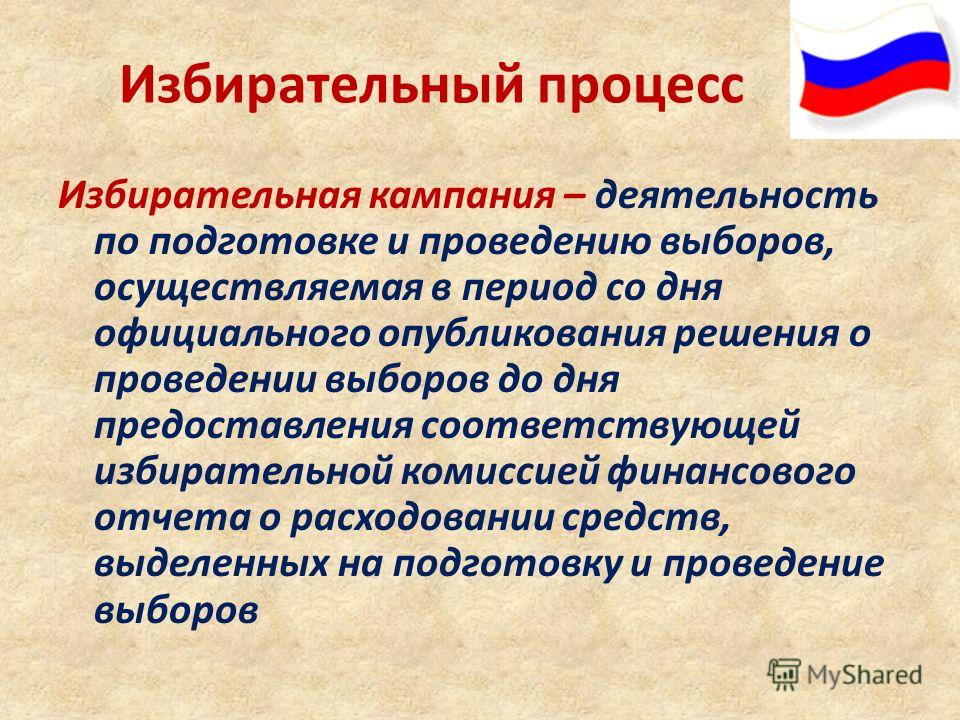 Избирательный процесс
Избирательная кампания – деятельность
по подготовке и проведению выборов,
осуществляемая в период со дня
официального опубликования решения о
проведении выборов до дня
предоставления соответствующей
избирательной комиссией финансового
отчета о расходовании средств,
выделенных на подготовку и проведение
выборов
MyShared